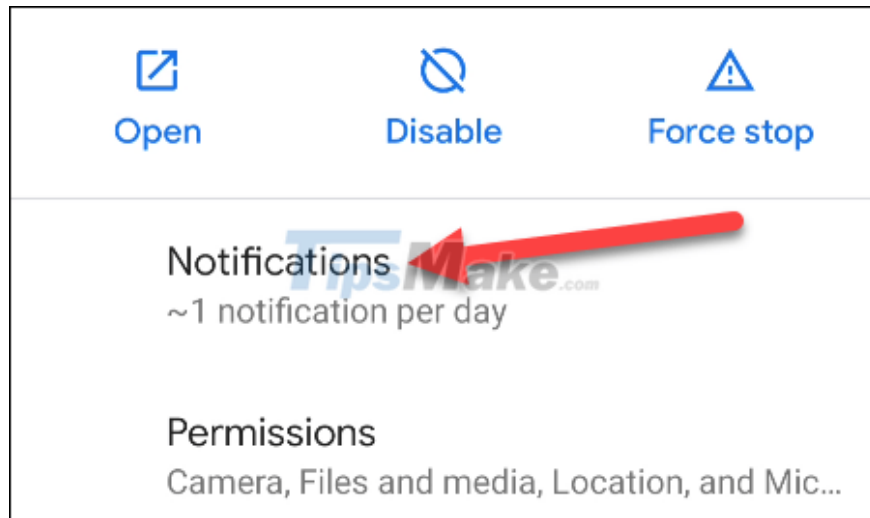 Open Disable Force stop
Notifications
TipsMake.com
~1 notification per day
Permissions
Camera, Files and media, Location, and Mic...